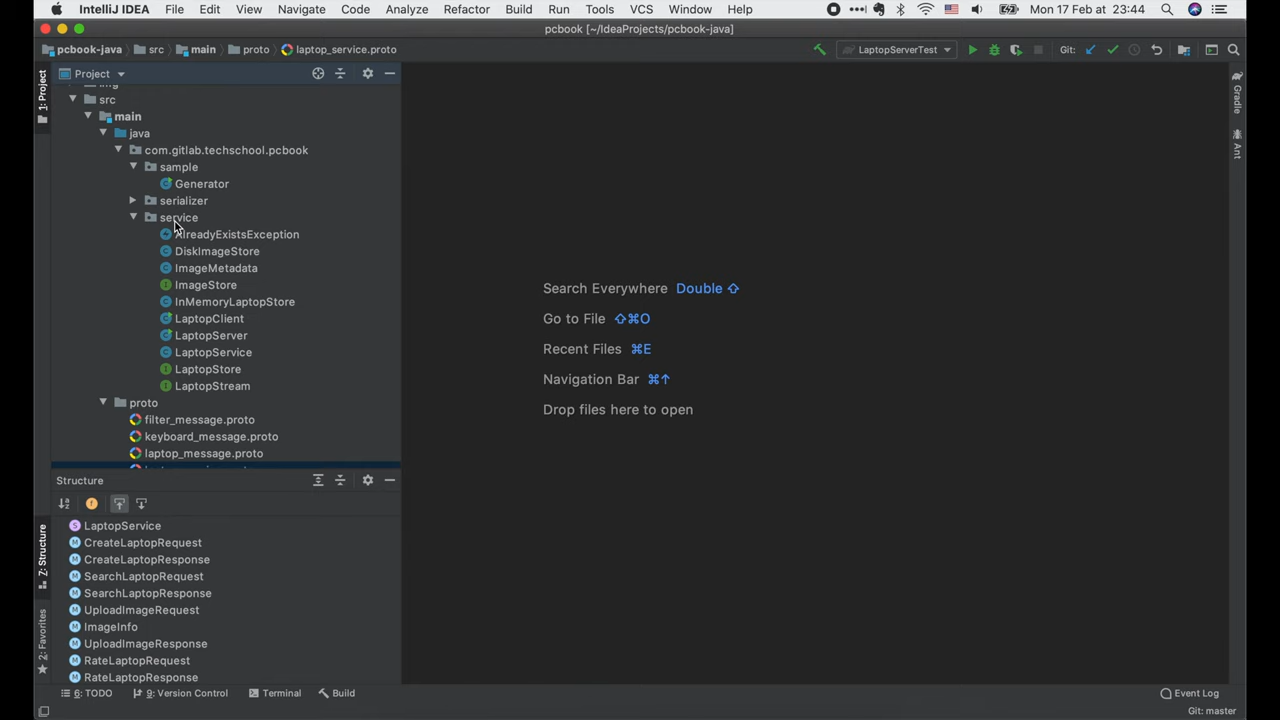 IntelliJ IDEA File Edit View Navigate Code Analyze Refactor Build Run Tools VCS Window Help Mon 17 Feb at 23:44
pcbook [~/IdeaProjects/pcbook-java]
pcbook-java src main proto laptop_service.proto LaptopServerTest Git:
1: Project
Project
src
main
java
com.gitlab.techschool.pcbook
sample
Generator
serializer
service
AlreadyExistsException
DiskImageStore
ImageMetadata
ImageStore
InMemoryLaptopStore
LaptopClient
LaptopServer
LaptopService
LaptopStore
LaptopStream
proto
filter_message.proto
keyboard_message.proto
laptop_message.proto
Search Everywhere Double ⇧
Go to File ⇧⌘O
Recent Files ⌘E
Navigation Bar ⌘↑
Drop files here to open
Gradle
Ant
Structure
7: Structure
2: Favorites
LaptopService
CreateLaptopRequest
CreateLaptopResponse
SearchLaptopRequest
SearchLaptopResponse
UploadImageRequest
ImageInfo
UploadImageResponse
RateLaptopRequest
RateLaptopResponse
6: TODO 9: Version Control Terminal Build Event Log
Git: master